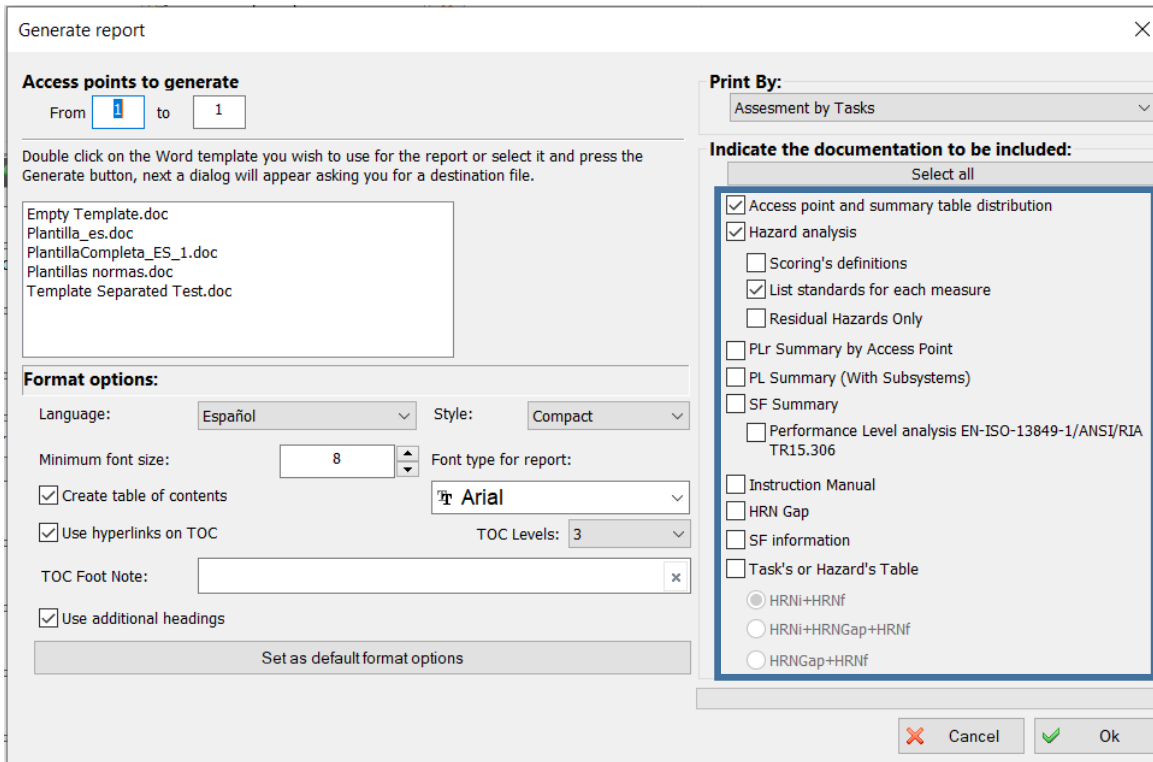 Generate report
Access points to generate
From 1 to 1
Double click on the Word template you wish to use for the report or select it and press the
Generate button, next a dialog will appear asking you for a destination file.
Empty Template.doc
Plantilla_es.doc
PlantillaCompleta_ES_1.doc
Plantillas normas.doc
Template Separated Test.doc
Format options:
Language: Español Style: Compact
Minimum font size: 8 Font type for report:
Create table of contents Arial
Use hyperlinks on TOC TOC Levels: 3
TOC Foot Note:
Use additional headings
Set as default format options
Print By:
Assesment by Tasks
Indicate the documentation to be included:
Select all
Access point and summary table distribution
Hazard analysis
Scoring's definitions
List standards for each measure
Residual Hazards Only
PLr Summary by Access Point
PL Summary (With Subsystems)
SF Summary
Performance Level analysis EN-ISO-13849-1/ANSI/RIA
TR15.306
Instruction Manual
HRN Gap
SF information
Task's or Hazard's Table
HRNi+HRNf
HRNi+HRNGap+HRNf
HRNGap+HRNf
Cancel Ok